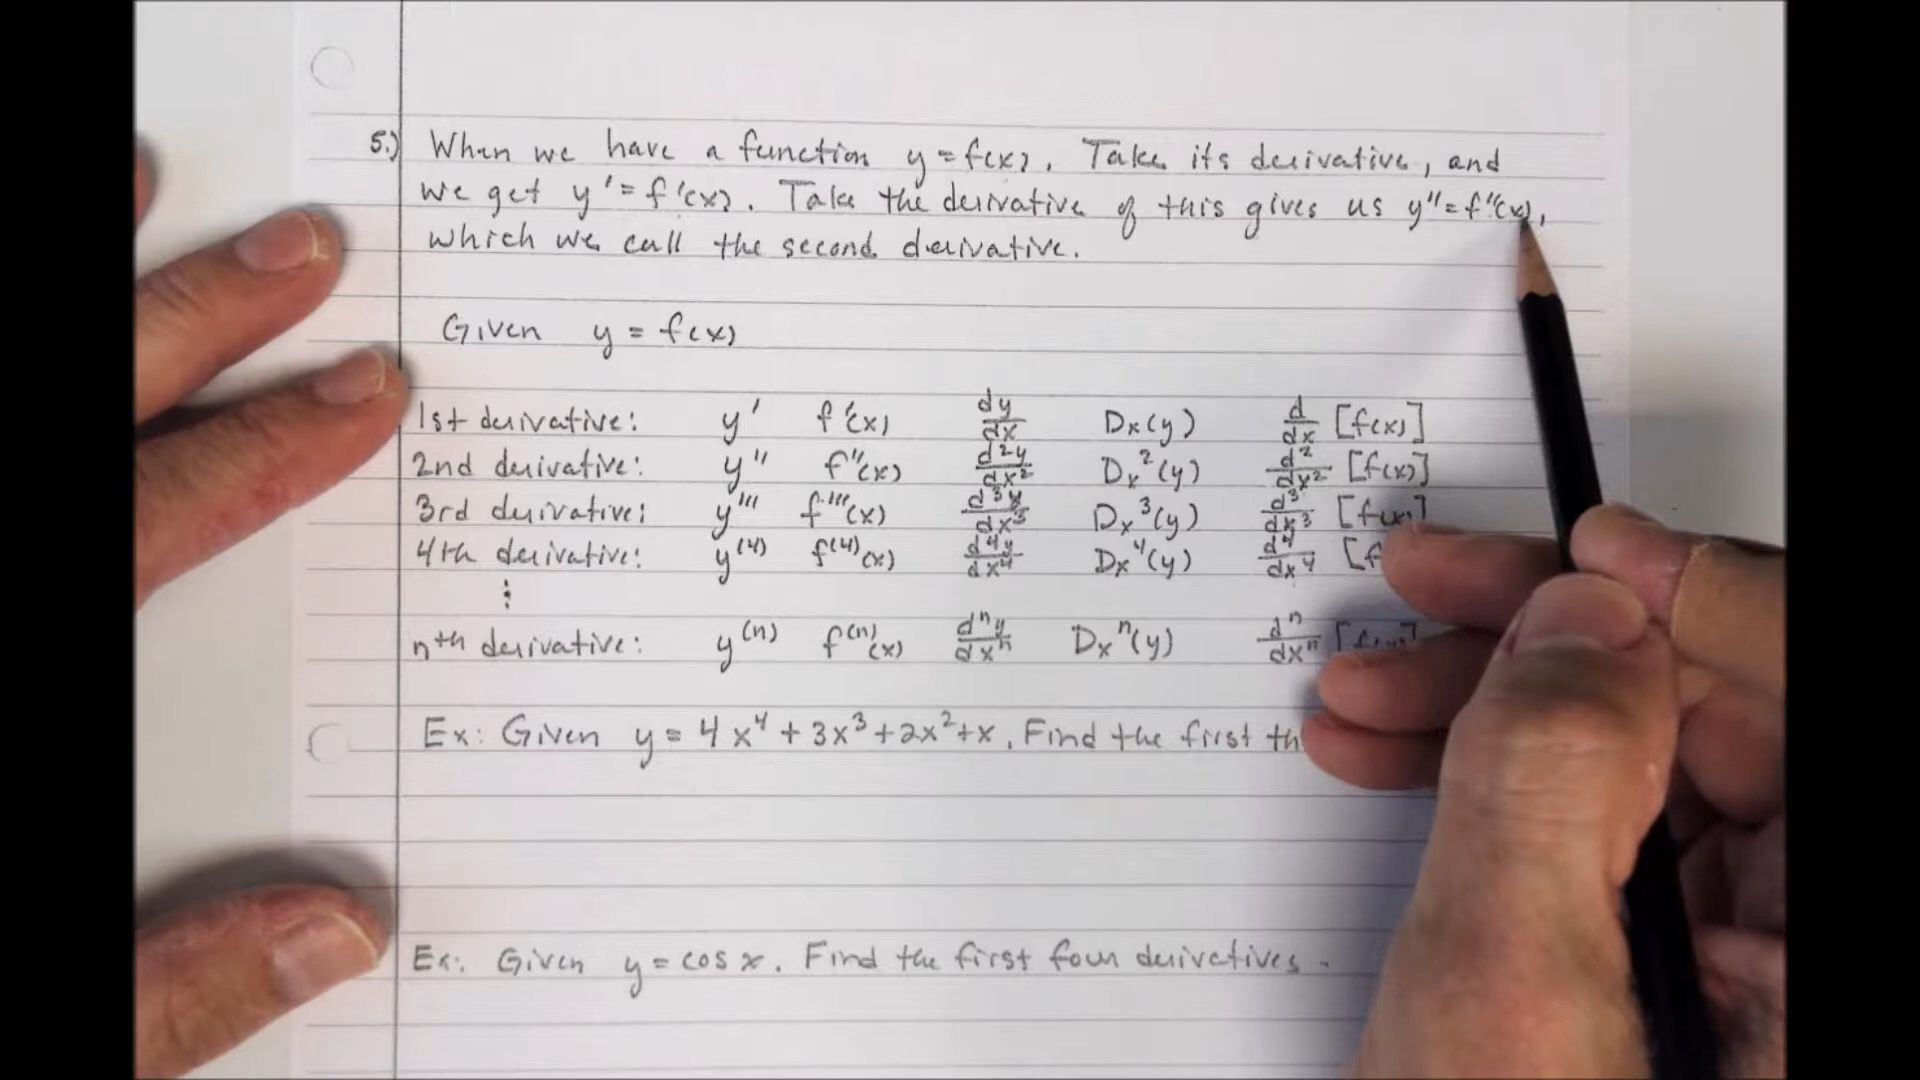 5.) When we have a function y = f(x). Take its derivative, and
we get y' = f'(x). Take the derivative of this gives us y'' = f''(x),
which we call the second derivative.
Given y = f(x)
1st derivative: y' f'(x) dy/dx Dx(y) d/dx [f(x)]
2nd derivative: y'' f''(x) d²y/dx² Dx²(y) d²/dx² [f(x)]
3rd derivative: y''' f'''(x) d³y/dx³ Dx³(y) d³/dx³ [f(x)]
4th derivative: y⁽⁴⁾ f⁽⁴⁾(x) d⁴y/dx⁴ Dx⁴(y) d⁴/dx⁴ [f
⋮
nth derivative: y⁽ⁿ⁾ f⁽ⁿ⁾(x) dⁿy/dxⁿ Dxⁿ(y) dⁿ/dxⁿ [f(x)]
Ex: Given y = 4x⁴ + 3x³ + 2x² + x. Find the first th
Ex: Given y = cos x. Find the first four derivatives.